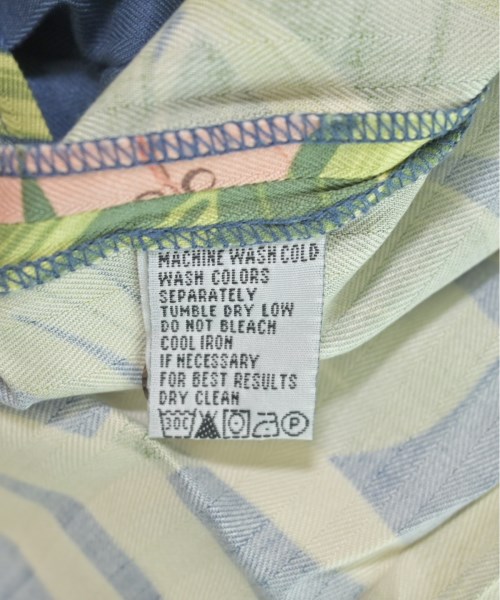 MACHINE WASH COLD
WASH COLORS
SEPARATELY
TUMBLE DRY LOW
DO NOT BLEACH
COOL IRON
IF NECESSARY
FOR BEST RESULTS
DRY CLEAN
30C P